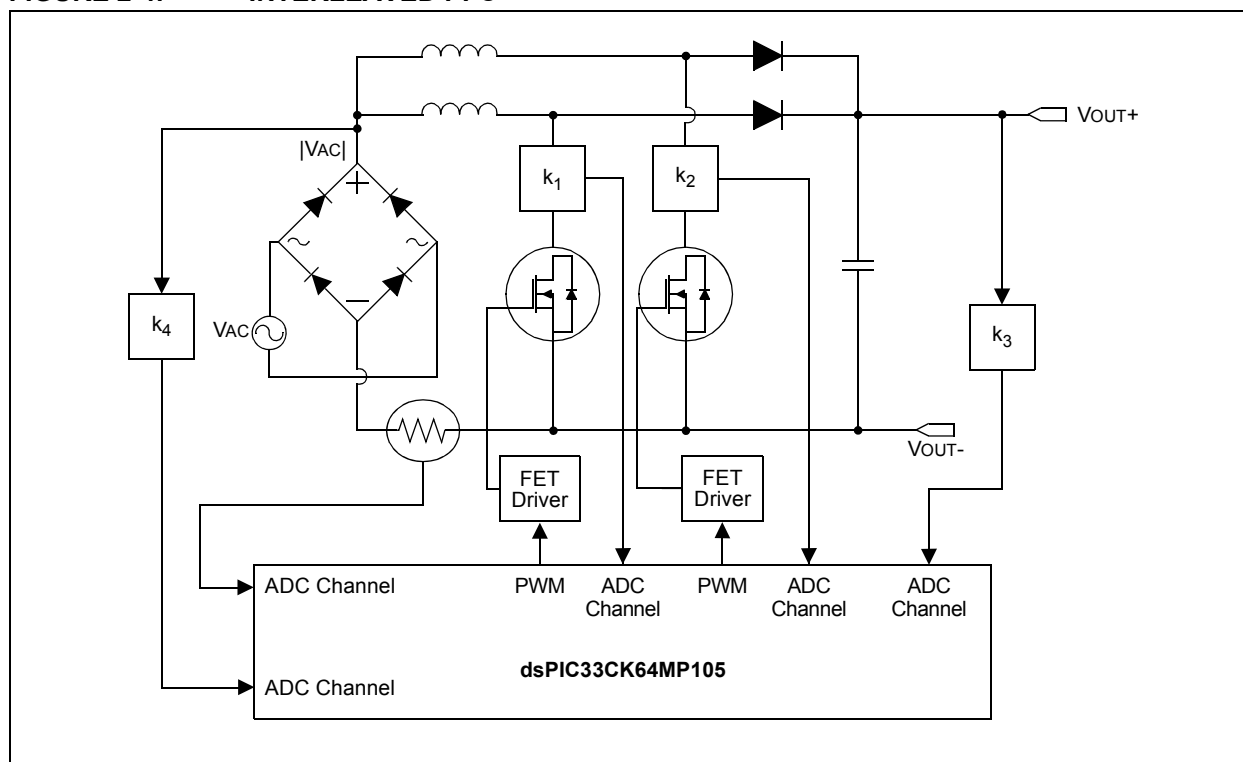 VOUT+
|VAC|
k1
k2
+
k4
VAC
k3
VOUT-
FET
Driver
FET
Driver
ADC Channel
PWM
ADC
Channel
PWM
ADC
Channel
ADC
Channel
dsPIC33CK64MP105
ADC Channel